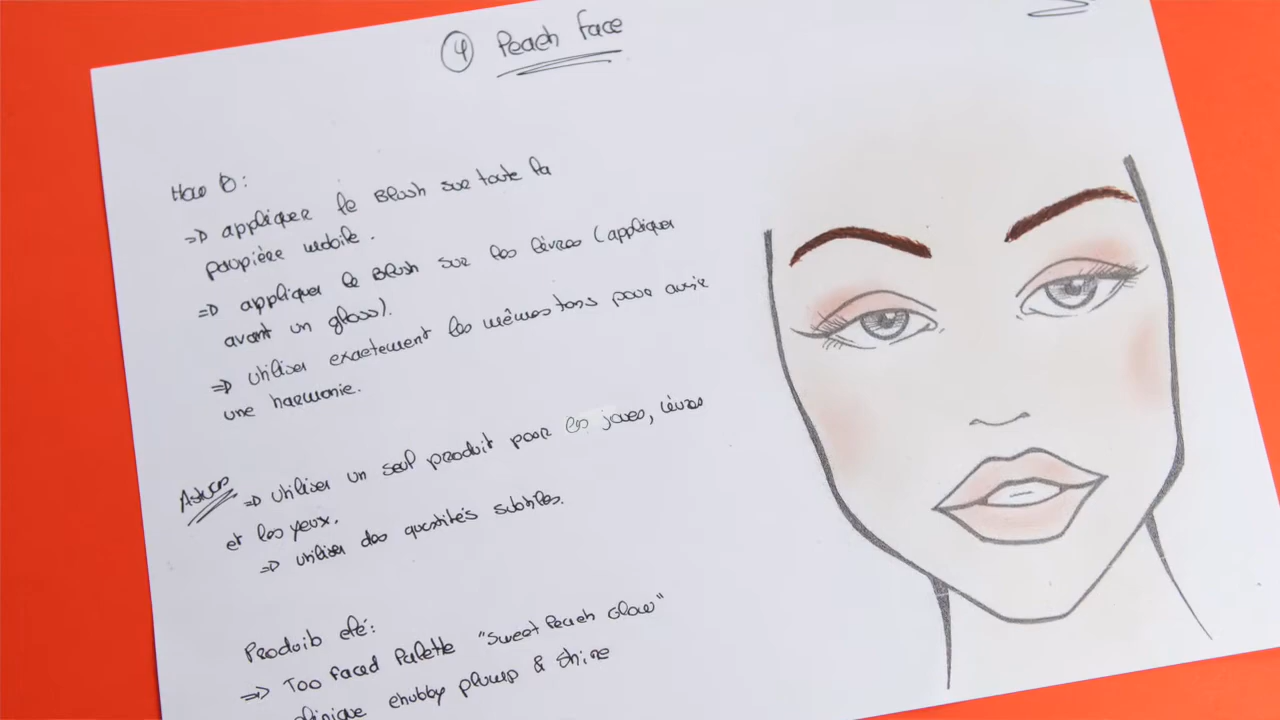 4 Peach Face
How to:
=> appliquer le Blush sur toute la
paupière mobile.
=> appliquer le Blush sur les lèvres (appliquer
avant un gloss).
=> utiliser exactement les mêmes tons pour avoir
une harmonie.
Astuces => utiliser un seul produit pour les joues, lèvres
et les yeux.
=> utiliser des quantités subtiles.
Produits clé:
=> Too Faced Palette "Sweet Peach Glow"
clinique chubby plump & shine